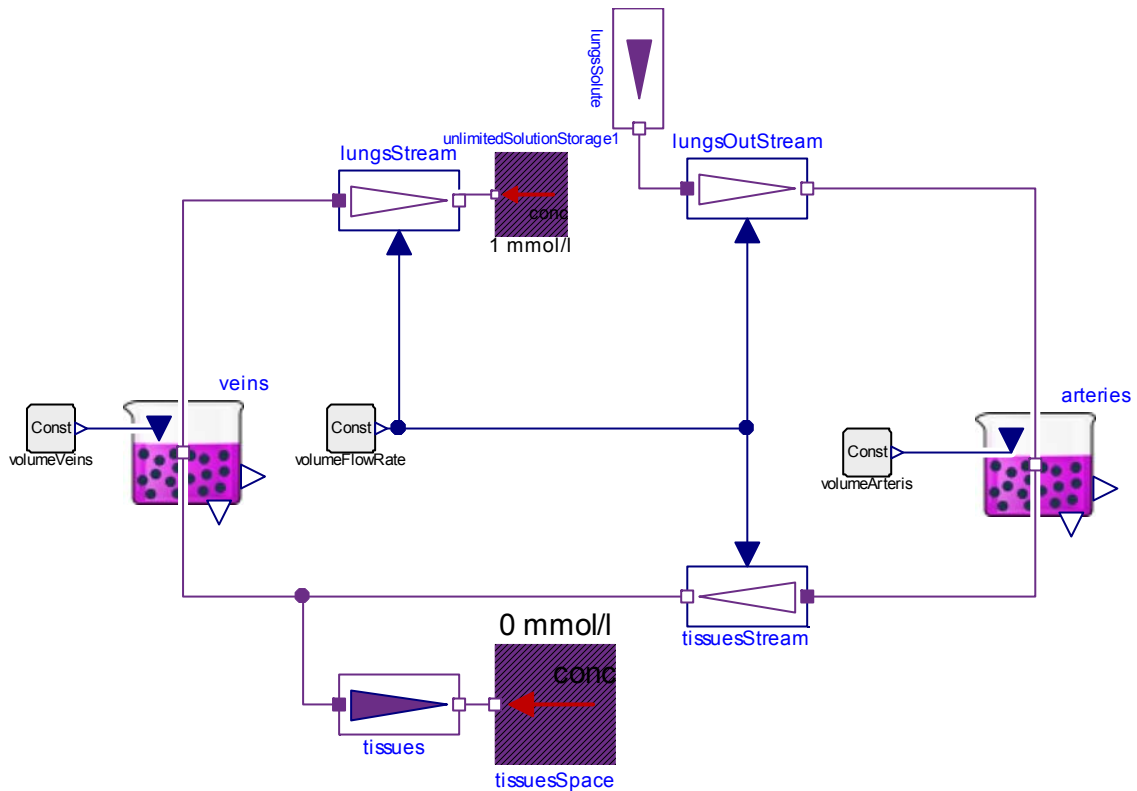 lungsSolute
unlimitedSolutionStorage1
lungsStream
lungsOutStream
conc
1 mmol/l
veins
arteries
Const
volumeVeins
Const
volumeFlowRate
Const
volumeArteris
tissuesStream
0 mmol/l
conc
tissues
tissuesSpace